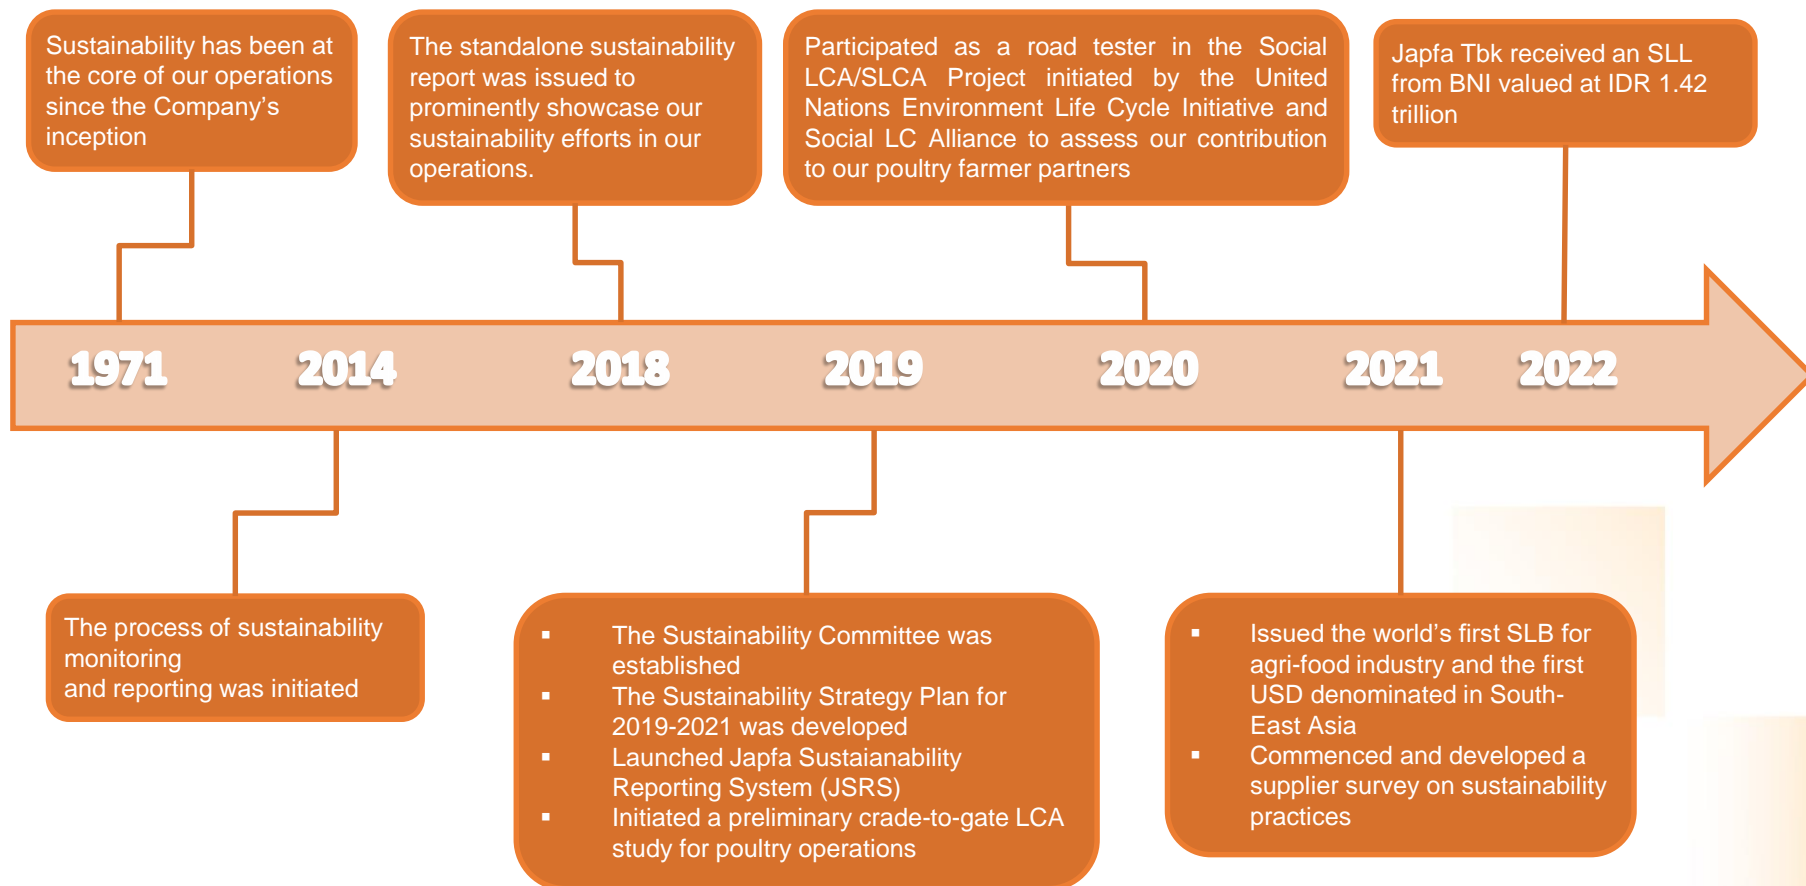 Sustainability has been at
the core of our operations
since the Company's
inception
The standalone sustainability
report was issued to
prominently showcase our
sustainability efforts in our
operations.
Participated as a road tester in the Social
LCA/SLCA Project initiated by the United
Nations Environment Life Cycle Initiative and
Social LC Alliance to assess our contribution
to our poultry farmer partners
Japfa Tbk received an SLL
from BNI valued at IDR 1.42
trillion
1971 2014 2018 2019 2020 2021 2022
The process of sustainability
monitoring
and reporting was initiated
▪ The Sustainability Committee was
established
▪ The Sustainability Strategy Plan for
2019-2021 was developed
▪ Launched Japfa Sustaianability
Reporting System (JSRS)
▪ Initiated a preliminary crade-to-gate LCA
study for poultry operations
▪ Issued the world's first SLB for
agri-food industry and the first
USD denominated in South-
East Asia
▪ Commenced and developed a
supplier survey on sustainability
practices